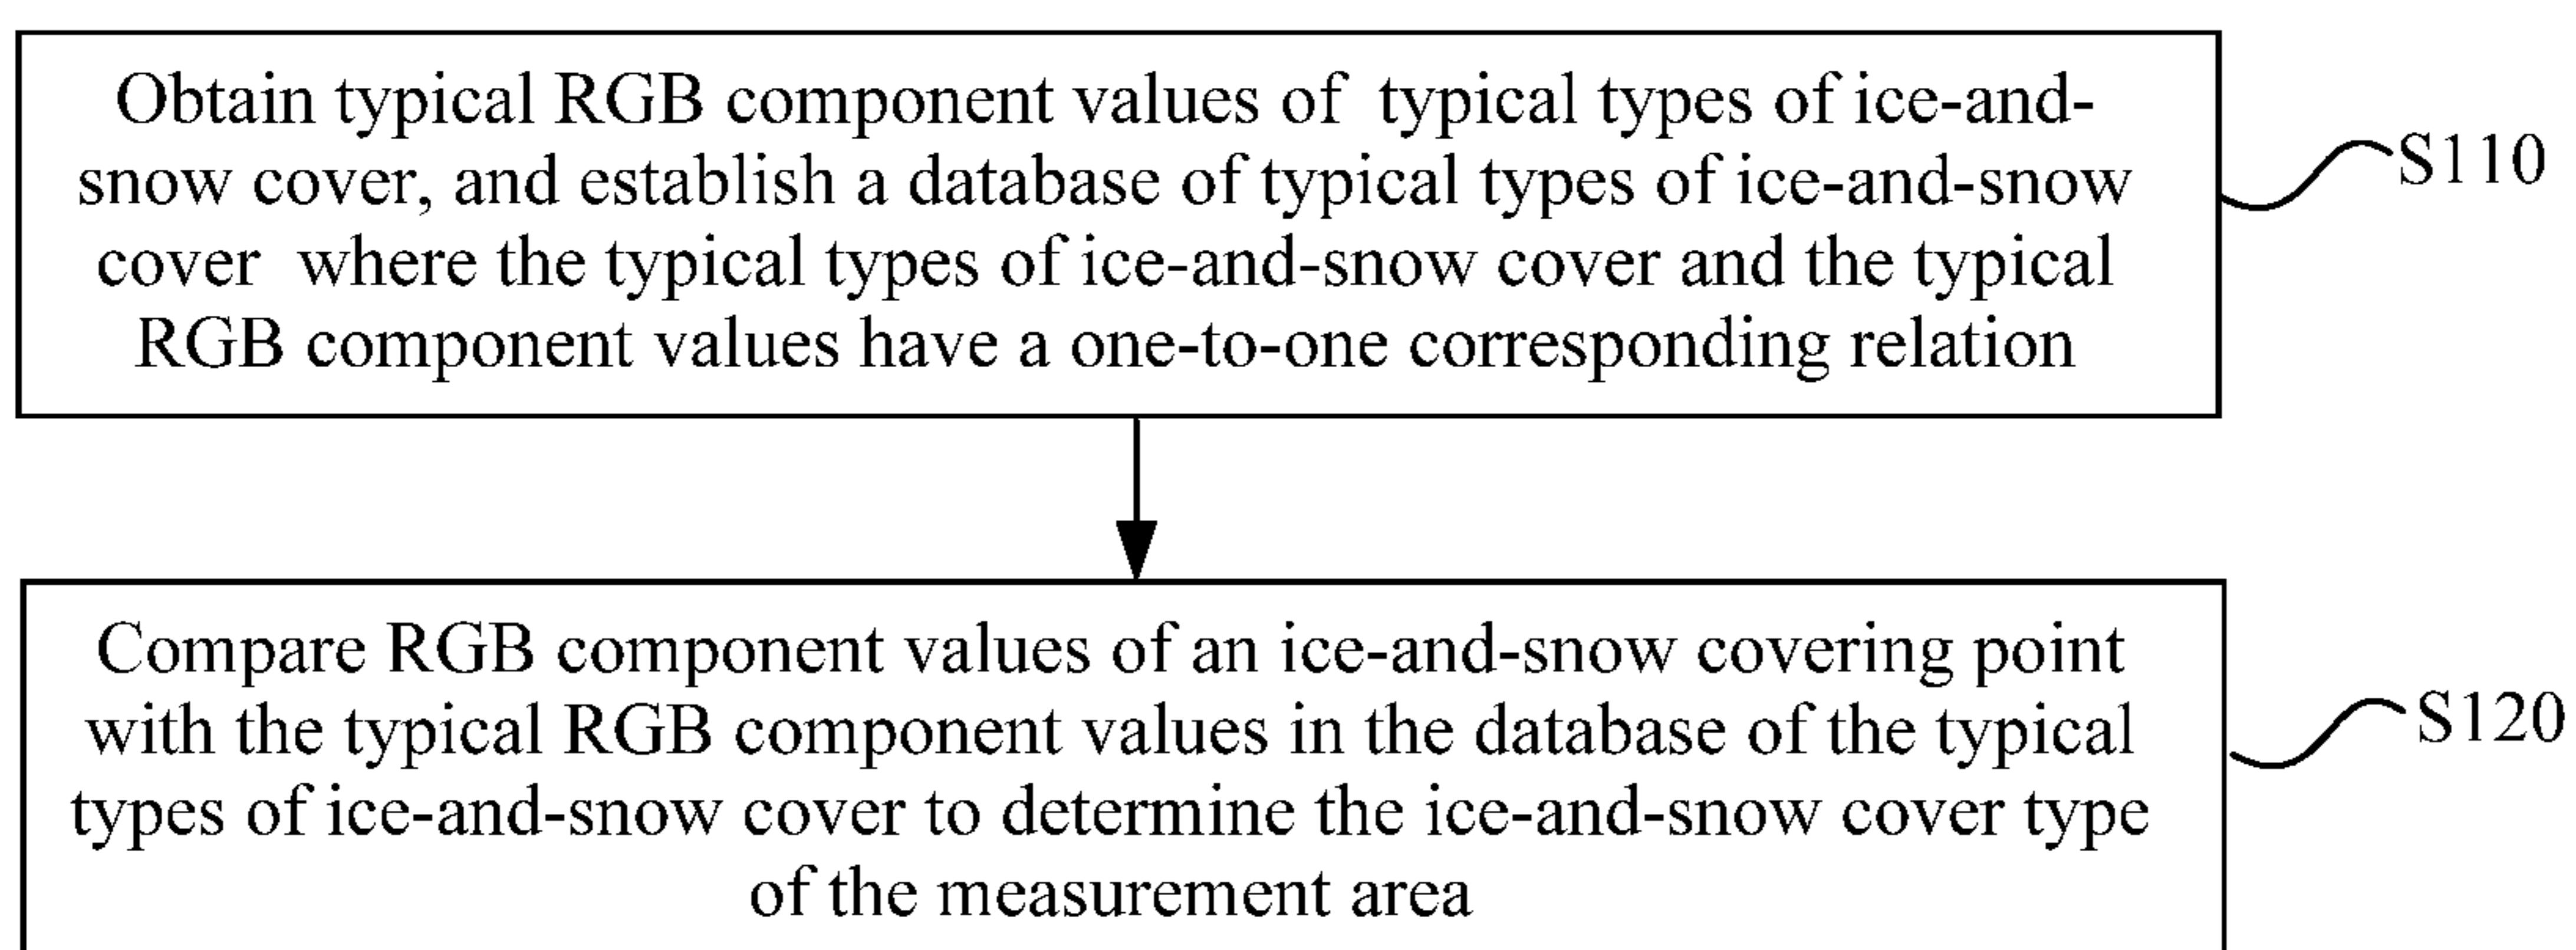 Obtain typical RGB component values of typical types of ice-and-
snow cover, and establish a database of typical types of ice-and-snow
cover where the typical types of ice-and-snow cover and the typical
RGB component values have a one-to-one corresponding relation
S110
Compare RGB component values of an ice-and-snow covering point
with the typical RGB component values in the database of the typical
types of ice-and-snow cover to determine the ice-and-snow cover type
of the measurement area
S120